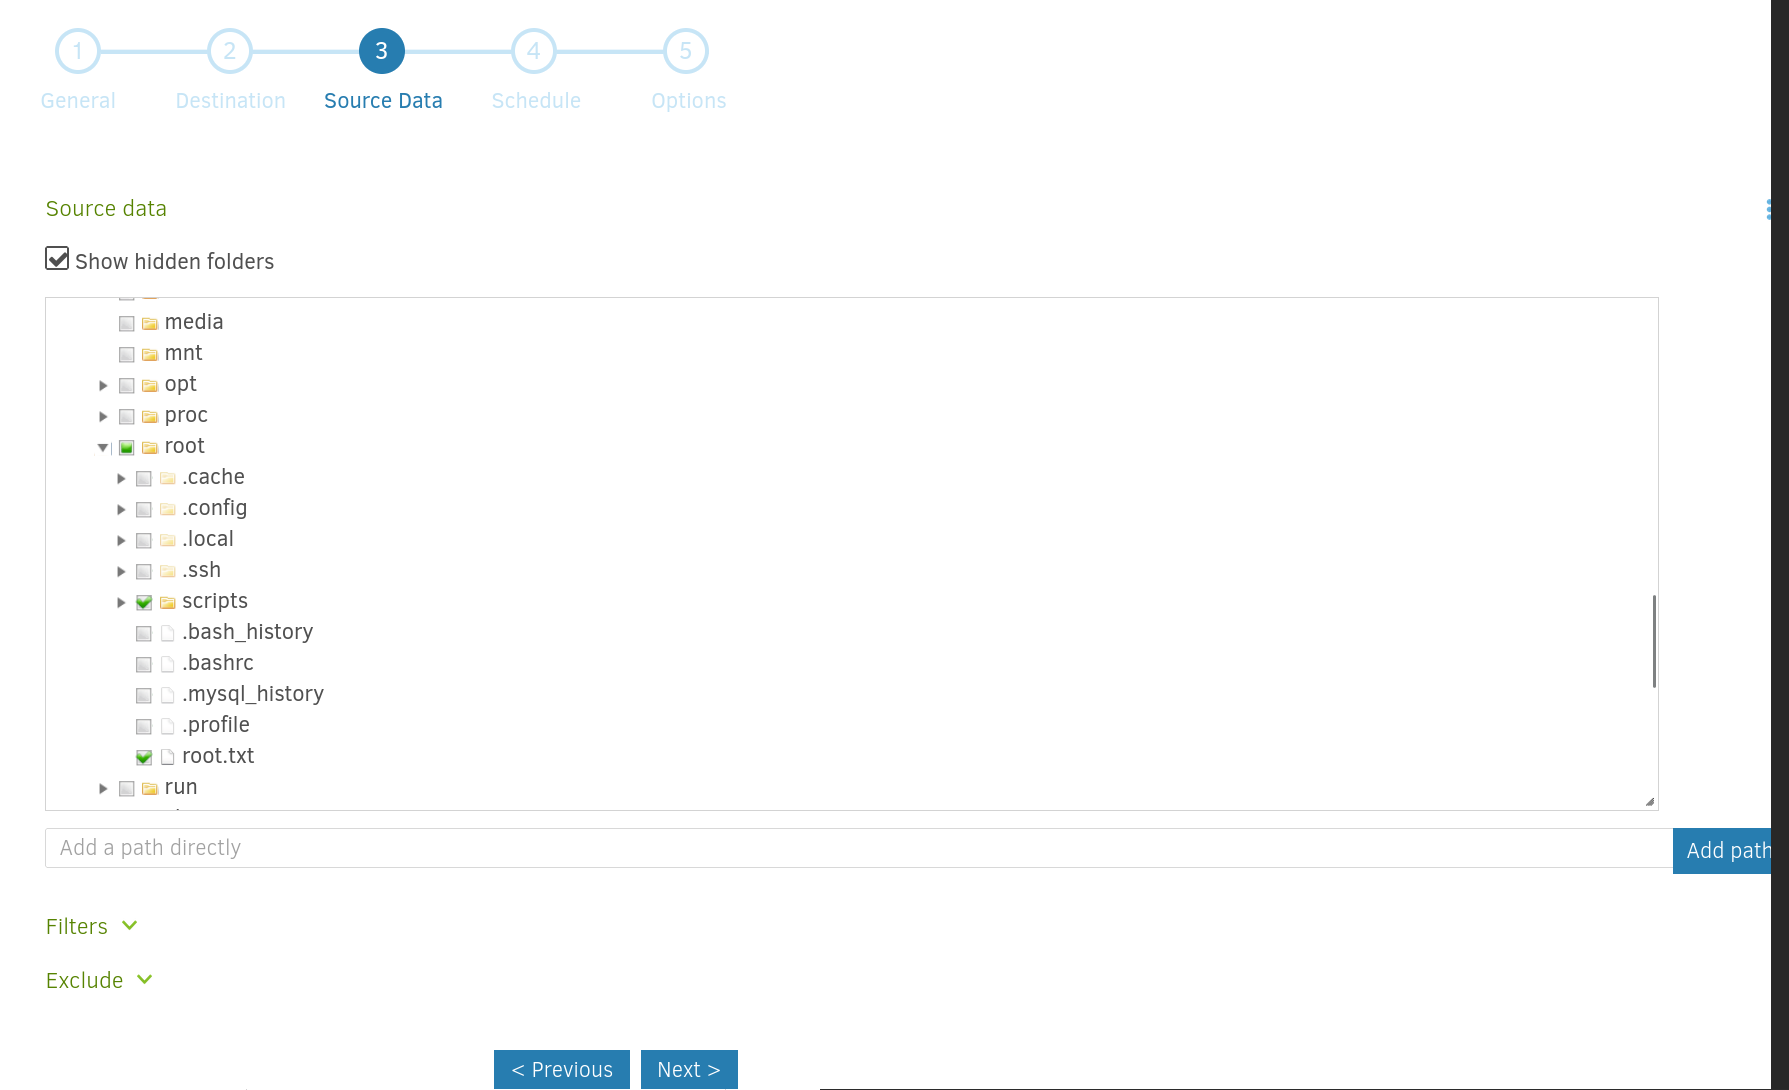 1 2 3 4 5
General Destination Source Data Schedule Options
Source data
Show hidden folders
media
mnt
opt
proc
root
.cache
.config
.local
.ssh
scripts
.bash_history
.bashrc
.mysql_history
.profile
root.txt
run
Add a path directly
Add path
Filters
Exclude
< Previous Next >